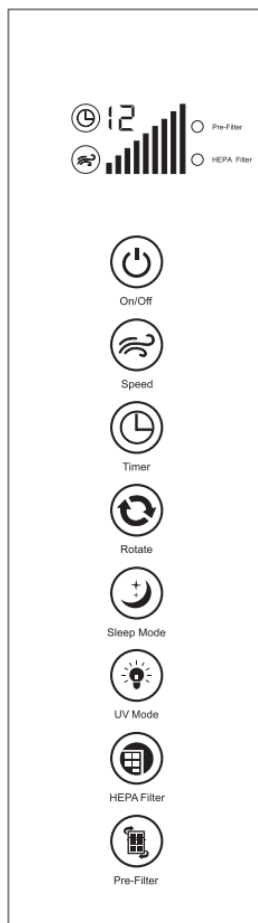 12
Pre-Filter
HEPA Filter
On/Off
Speed
Timer
Rotate
Sleep Mode
UV Mode
HEPA Filter
Pre-Filter